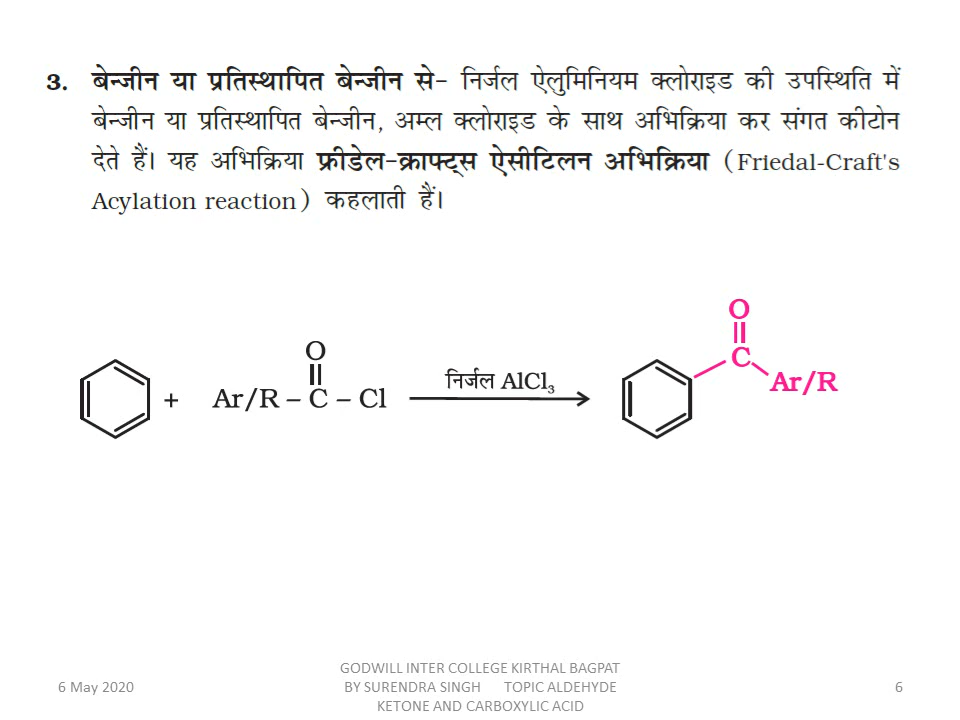 3. बेन्जीन या प्रतिस्थापित बेन्जीन से– निर्जल ऐलुमिनियम क्लोराइड की उपस्थिति में
बेन्जीन या प्रतिस्थापित बेन्जीन, अम्ल क्लोराइड के साथ अभिक्रिया कर संगत कीटोन
देते हैं। यह अभिक्रिया फ्रीडेल–क्राफ्ट्स ऐसीटिलन अभिक्रिया (Friedal-Craft's
Acylation reaction) कहलाती हैं।
O
+ Ar/R – C – Cl
निर्जल AlCl₃
O
C
Ar/R
6 May 2020
GODWILL INTER COLLEGE KIRTHAL BAGPAT
BY SURENDRA SINGH TOPIC ALDEHYDE
KETONE AND CARBOXYLIC ACID
6